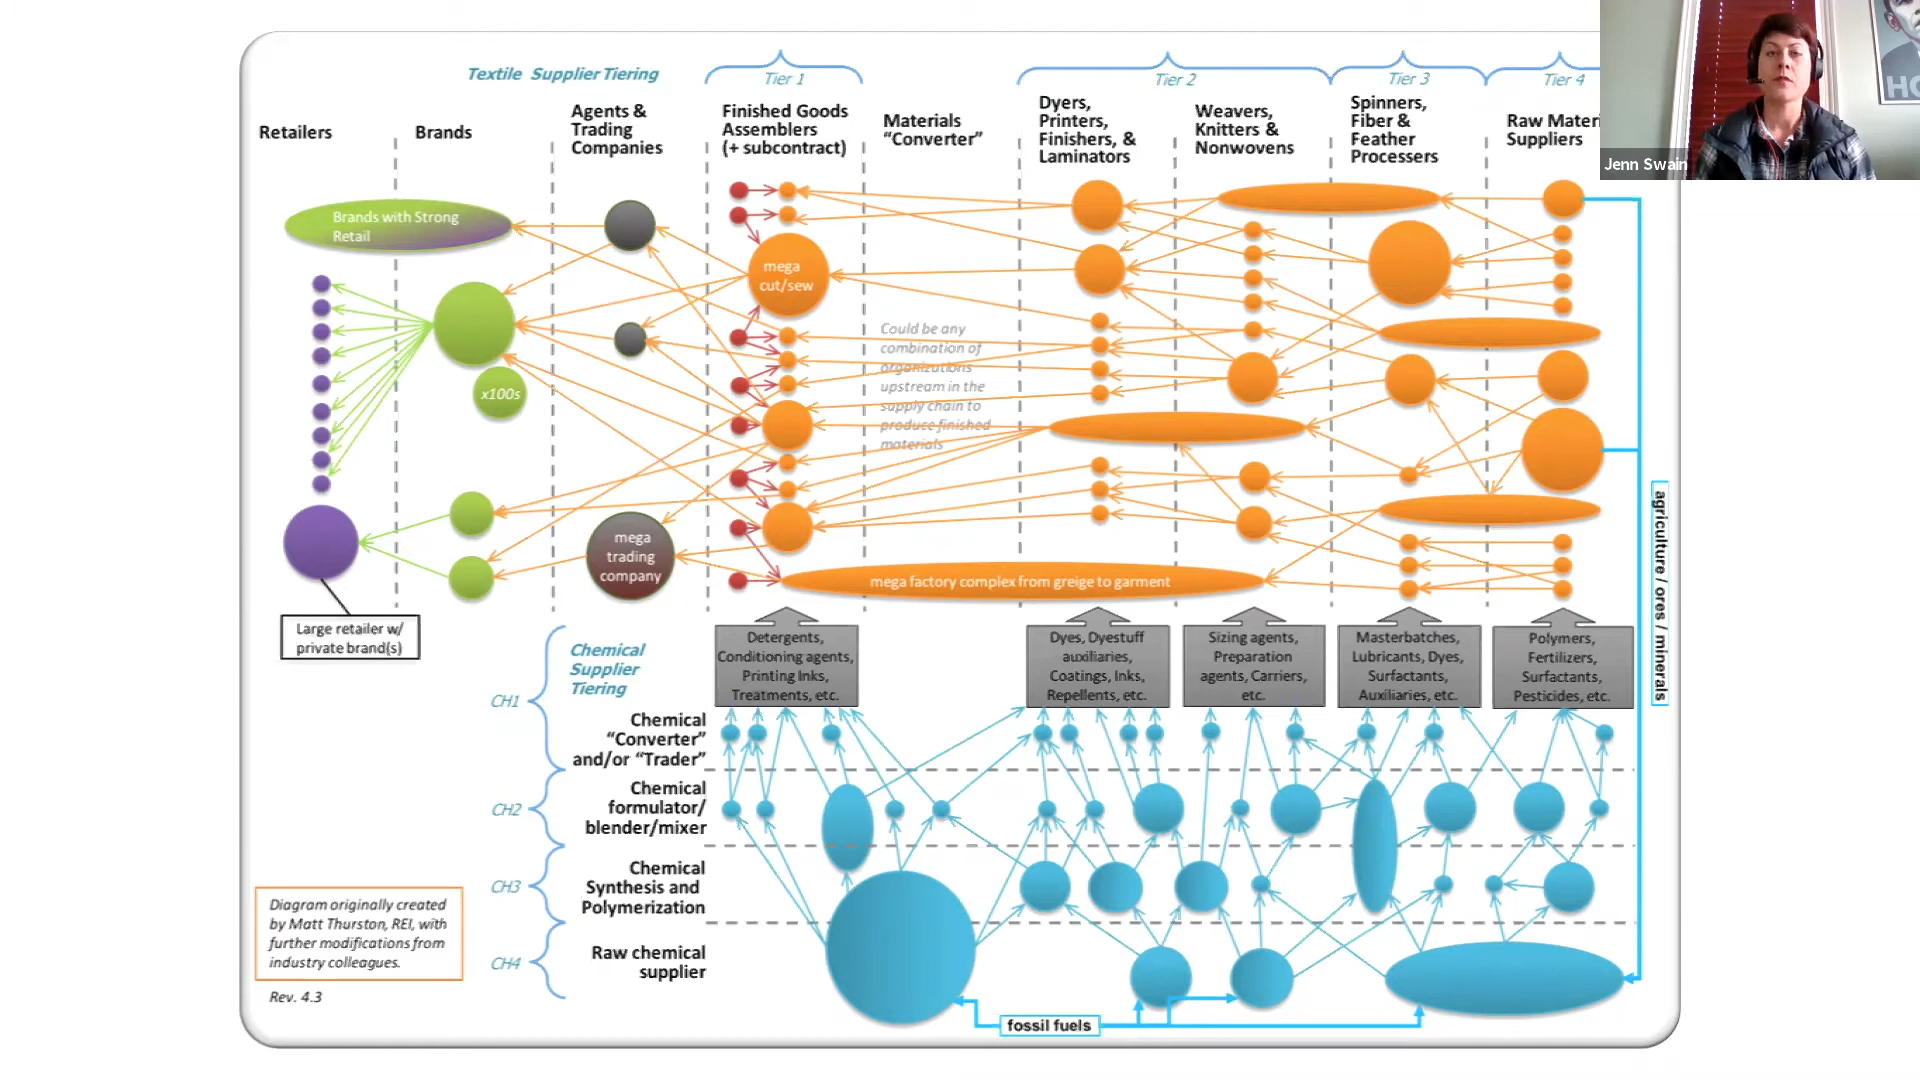 Textile Supplier Tiering
Tier 1
Tier 2
Tier 3
Tier 4
Retailers
Brands
Agents &
Trading
Companies
Finished Goods
Assemblers
(+ subcontract)
Materials
“Converter”
Dyers,
Printers,
Finishers, &
Laminators
Weavers,
Knitters &
Nonwovens
Spinners,
Fiber &
Feather
Processers
Raw Materi
Suppliers
Jenn Swain
HO
Brands with Strong
Retail
mega
cut/sew
x100s
Could be any
combination of
organizations
upstream in the
supply chain to
produce finished
materials
mega
trading
company
mega factory complex from greige to garment
Large retailer w/
private brand(s)
agriculture / ores / minerals
Detergents,
Conditioning agents,
Printing Inks,
Treatments, etc.
Dyes, Dyestuff
auxiliaries,
Coatings, Inks,
Repellents, etc.
Sizing agents,
Preparation
agents, Carriers,
etc.
Masterbatches,
Lubricants, Dyes,
Surfactants,
Auxiliaries, etc.
Polymers,
Fertilizers,
Surfactants,
Pesticides, etc.
Chemical
Supplier
Tiering
CH1
Chemical
“Converter”
and/or “Trader”
CH2
Chemical
formulator/
blender/mixer
CH3
Chemical
Synthesis and
Polymerization
CH4
Raw chemical
supplier
fossil fuels
Diagram originally created
by Matt Thurston, REI, with
further modifications from
industry colleagues.
Rev. 4.3